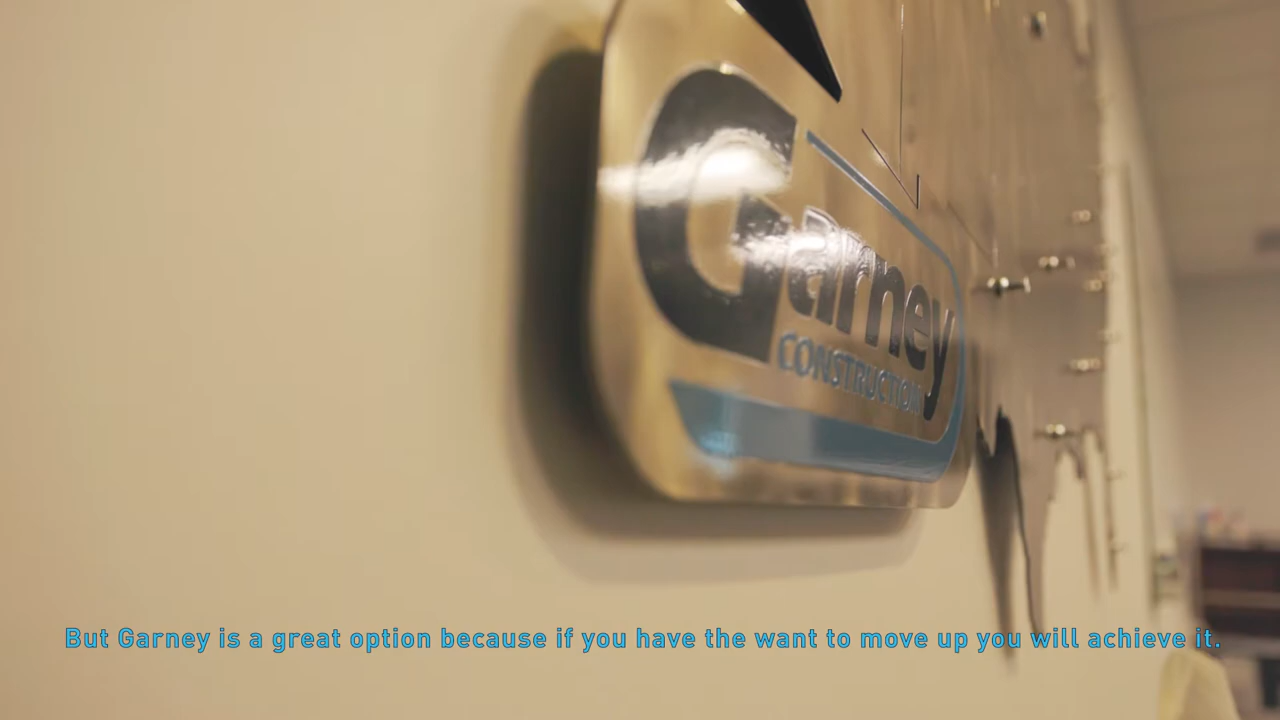 Garney
CONSTRUCTION
But Garney is a great option because if you have the want to move up you will achieve it.